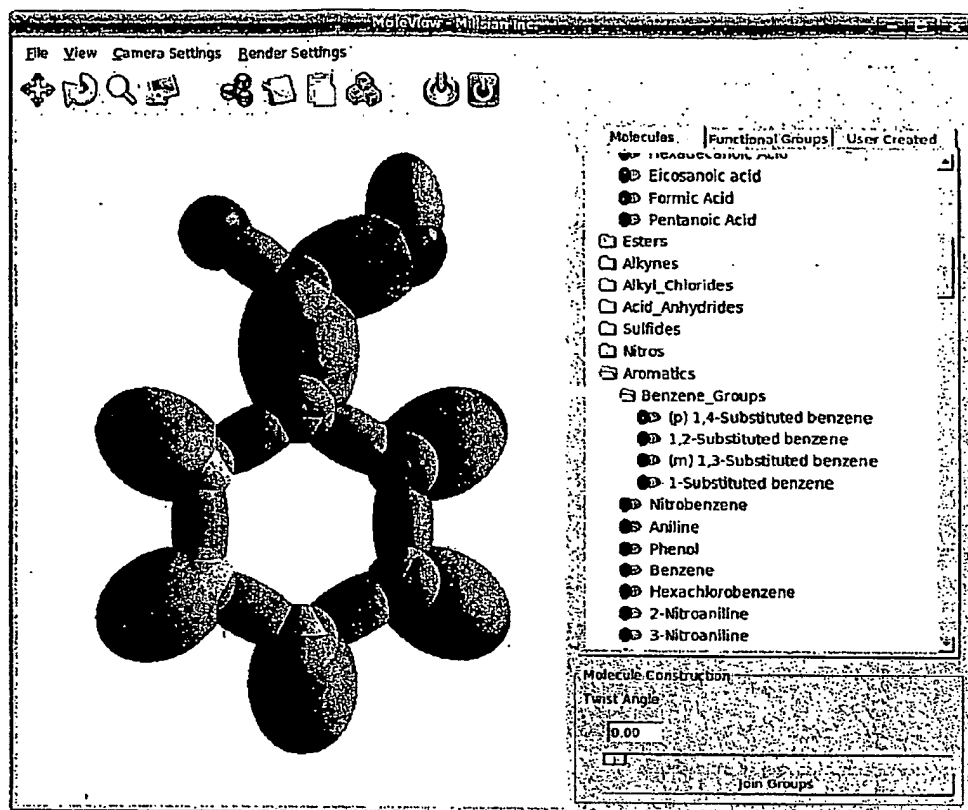 MoleView - Millstan Inc
File View Camera Settings Render Settings
Molecules Functional Groups User Created
Hexadecanoic Acid
Eicosanoic acid
Formic Acid
Pentanoic Acid
Esters
Alkynes
Alkyl_Chlorides
Acid_Anhydrides
Sulfides
Nitros
Aromatics
Benzene_Groups
(p) 1,4-Substituted benzene
1,2-Substituted benzene
(m) 1,3-Substituted benzene
1-Substituted benzene
Nitrobenzene
Aniline
Phenol
Benzene
Hexachlorobenzene
2-Nitroaniline
3-Nitroaniline
Molecule Construction
Twist Angle
0.00
Join Groups